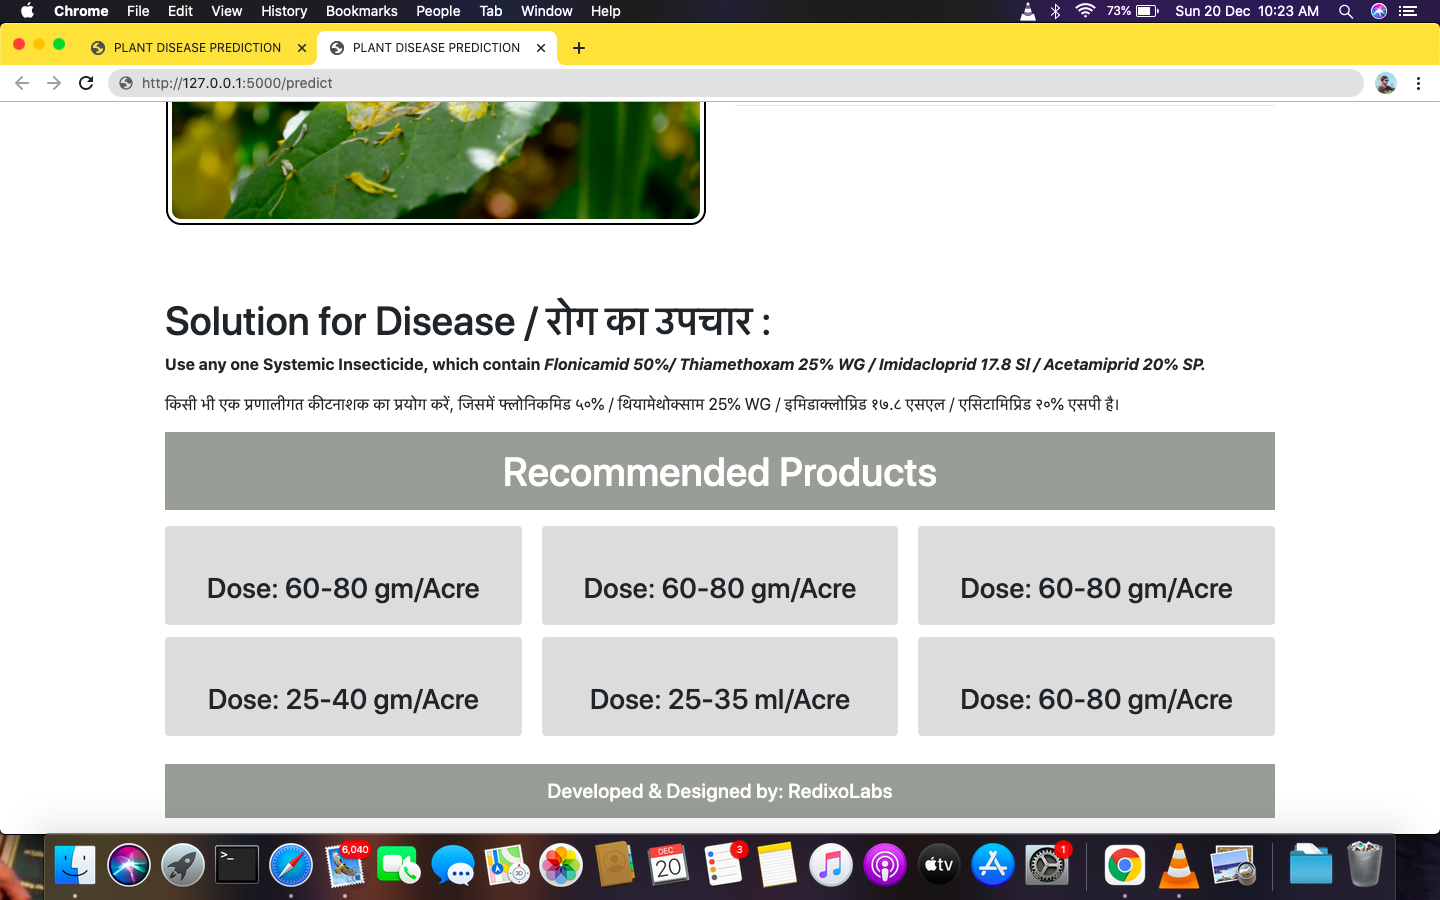 Chrome File Edit View History Bookmarks People Tab Window Help 73% Sun 20 Dec 10:23 AM
PLANT DISEASE PREDICTION PLANT DISEASE PREDICTION
http://127.0.0.1:5000/predict
Solution for Disease / रोग का उपचार :
Use any one Systemic Insecticide, which contain Flonicamid 50%/ Thiamethoxam 25% WG / Imidacloprid 17.8 Sl / Acetamiprid 20% SP.
किसी भी एक प्रणालीगत कीटनाशक का प्रयोग करें, जिसमें फ्लोनिकमिड ५०% / थियामेथोक्साम 25% WG / इमिडाक्लोप्रिड १७.८ एसएल / एसिटामिप्रिड २०% एसपी है।
Recommended Products
Dose: 60-80 gm/Acre Dose: 60-80 gm/Acre Dose: 60-80 gm/Acre
Dose: 25-40 gm/Acre Dose: 25-35 ml/Acre Dose: 60-80 gm/Acre
Developed & Designed by: RedixoLabs
6,040 3 1
DEC
>_ 20 3D tv